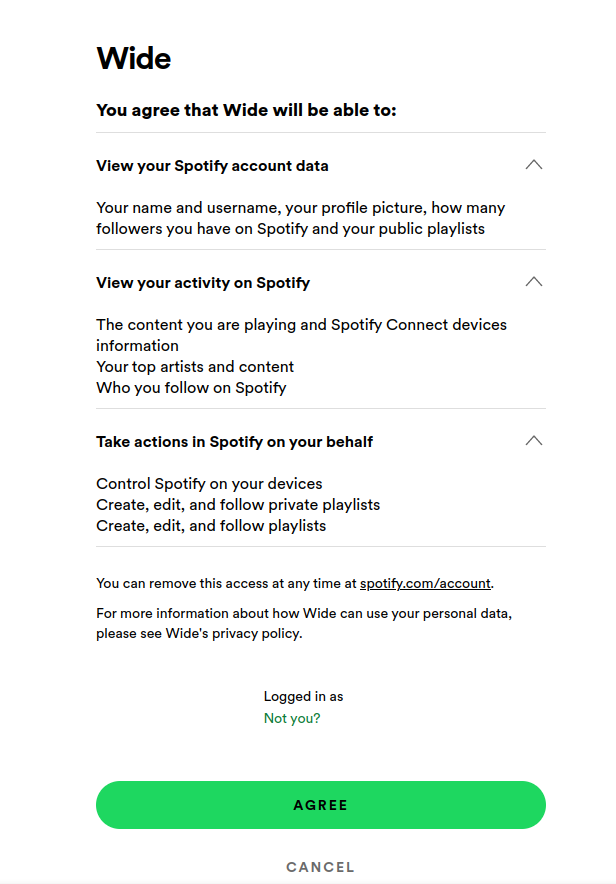 Wide
You agree that Wide will be able to:
View your Spotify account data
Your name and username, your profile picture, how many
followers you have on Spotify and your public playlists
View your activity on Spotify
The content you are playing and Spotify Connect devices
information
Your top artists and content
Who you follow on Spotify
Take actions in Spotify on your behalf
Control Spotify on your devices
Create, edit, and follow private playlists
Create, edit, and follow playlists
You can remove this access at any time at spotify.com/account.
For more information about how Wide can use your personal data,
please see Wide's privacy policy.
Logged in as
Not you?
AGREE
CANCEL